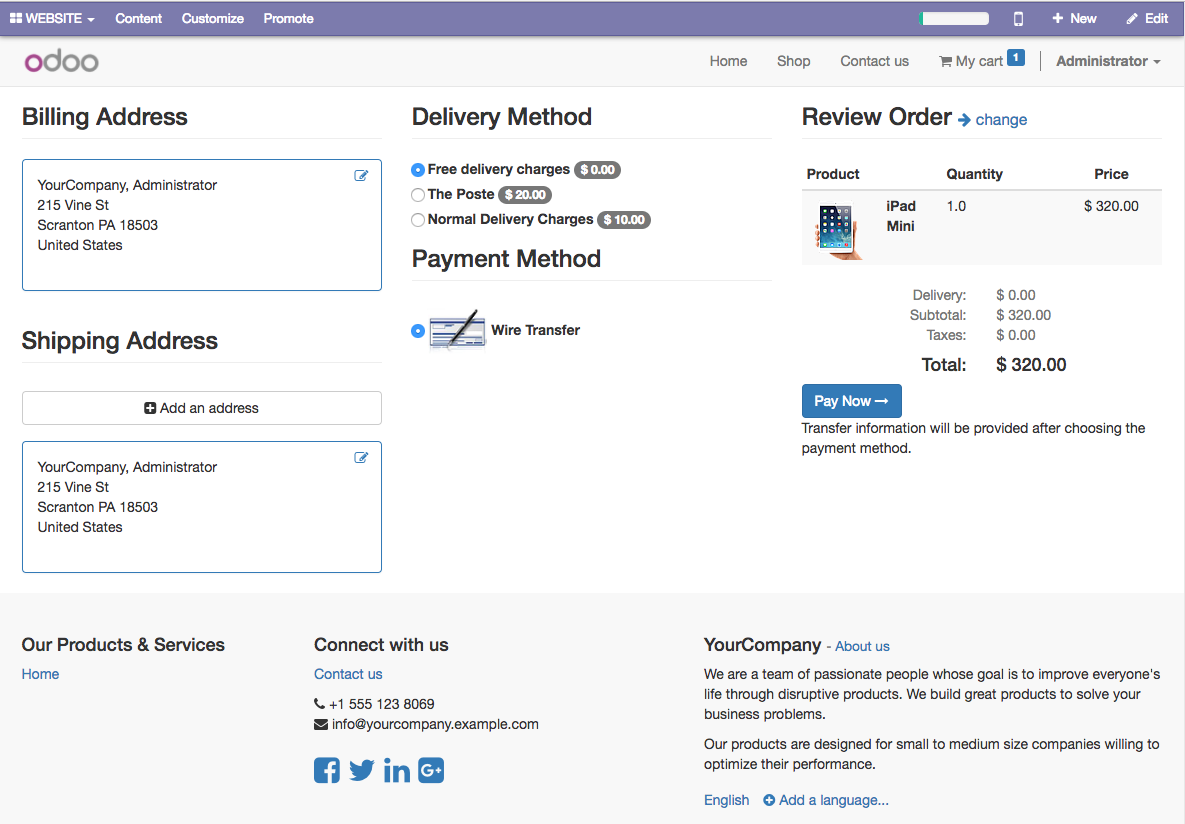 WEBSITE Content Customize Promote New Edit
odoo Home Shop Contact us My cart 1 Administrator
Billing Address
YourCompany, Administrator
215 Vine St
Scranton PA 18503
United States
Shipping Address
Add an address
YourCompany, Administrator
215 Vine St
Scranton PA 18503
United States
Delivery Method
Free delivery charges $ 0.00
The Poste $ 20.00
Normal Delivery Charges $ 10.00
Payment Method
Wire Transfer
Review Order → change
Product Quantity Price
iPad 1.0 $ 320.00
Mini
Delivery: $ 0.00
Subtotal: $ 320.00
Taxes: $ 0.00
Total: $ 320.00
Pay Now →
Transfer information will be provided after choosing the
payment method.
Our Products & Services
Home
Connect with us
Contact us
+1 555 123 8069
info@yourcompany.example.com
YourCompany - About us
We are a team of passionate people whose goal is to improve everyone's
life through disruptive products. We build great products to solve your
business problems.
Our products are designed for small to medium size companies willing to
optimize their performance.
English Add a language...